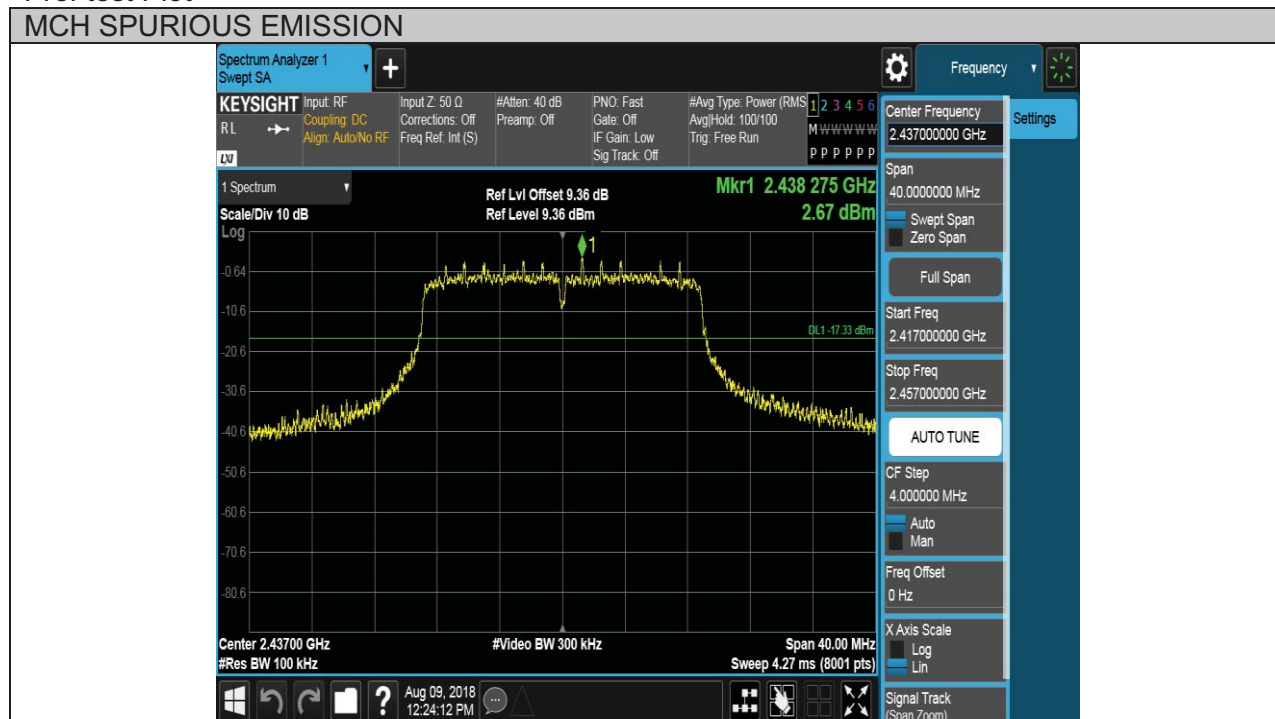 MCH SPURIOUS EMISSION
Spectrum Analyzer 1
Swept SA
+
Frequency
KEYSIGHT
RL
LXI
Input: RF
Coupling: DC
Align: Auto/No RF
Input Z: 50 Ω
Corrections: Off
Freq Ref: Int (S)
#Atten: 40 dB
Preamp: Off
PNO: Fast
Gate: Off
IF Gain: Low
Sig Track: Off
#Avg Type: Power (RMS
Avg|Hold: 100/100
Trig: Free Run
1 2 3 4 5 6
M W W W W W
P P P P P P
1 Spectrum
Scale/Div 10 dB
Log
Ref Lvl Offset 9.36 dB
Ref Level 9.36 dBm
Mkr1 2.438 275 GHz
2.67 dBm
1
-0.64
-10.6
-20.6
-30.6
-40.6
-50.6
-60.6
-70.6
-80.6
DL1 -17.33 dBm
Center 2.43700 GHz
#Res BW 100 kHz
#Video BW 300 kHz
Span 40.00 MHz
Sweep 4.27 ms (8001 pts)
?
Aug 09, 2018
12:24:12 PM
Center Frequency
2.437000000 GHz
Settings
Span
40.0000000 MHz
Swept Span
Zero Span
Full Span
Start Freq
2.417000000 GHz
Stop Freq
2.457000000 GHz
AUTO TUNE
CF Step
4.000000 MHz
Auto
Man
Freq Offset
0 Hz
X Axis Scale
Log
Lin
Signal Track
(Span Zoom)